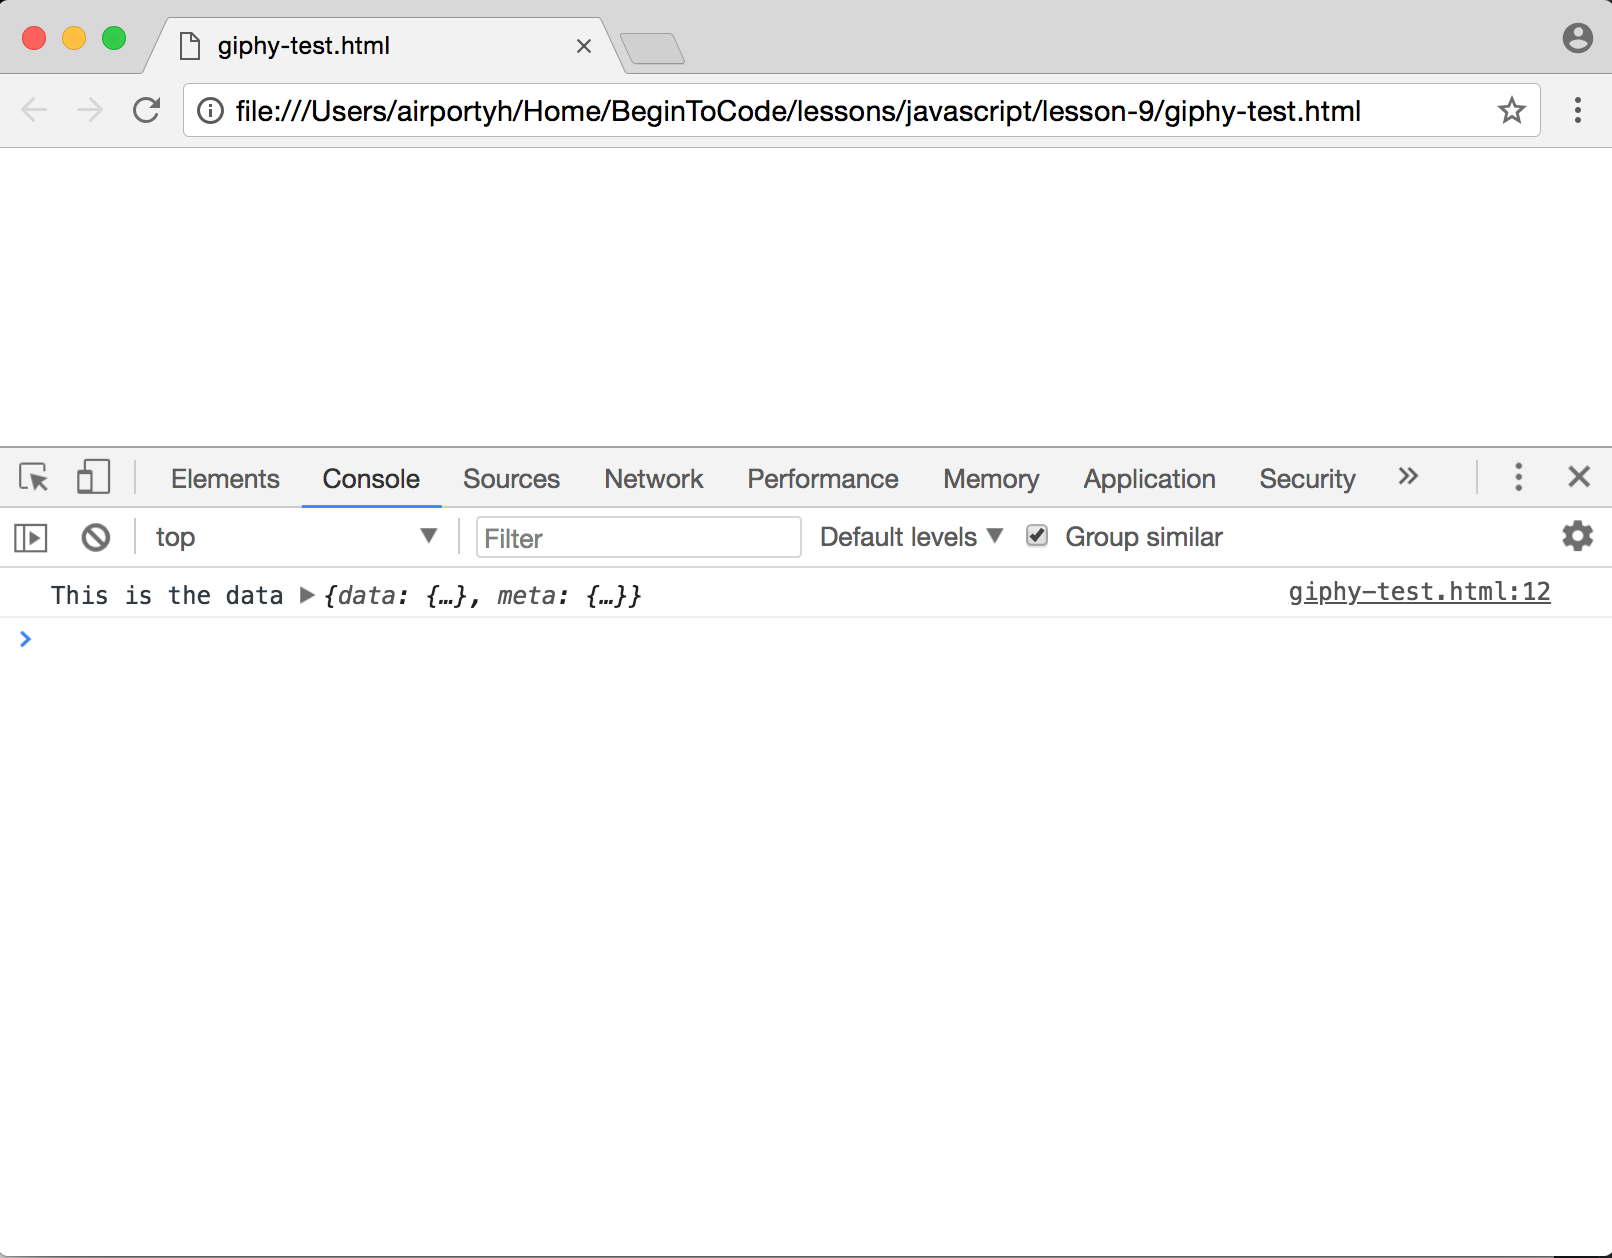 giphy-test.html
file:///Users/airportyh/Home/BeginToCode/lessons/javascript/lesson-9/giphy-test.html
Elements Console Sources Network Performance Memory Application Security
top Filter Default levels Group similar
This is the data {data: {…}, meta: {…}} giphy-test.html:12